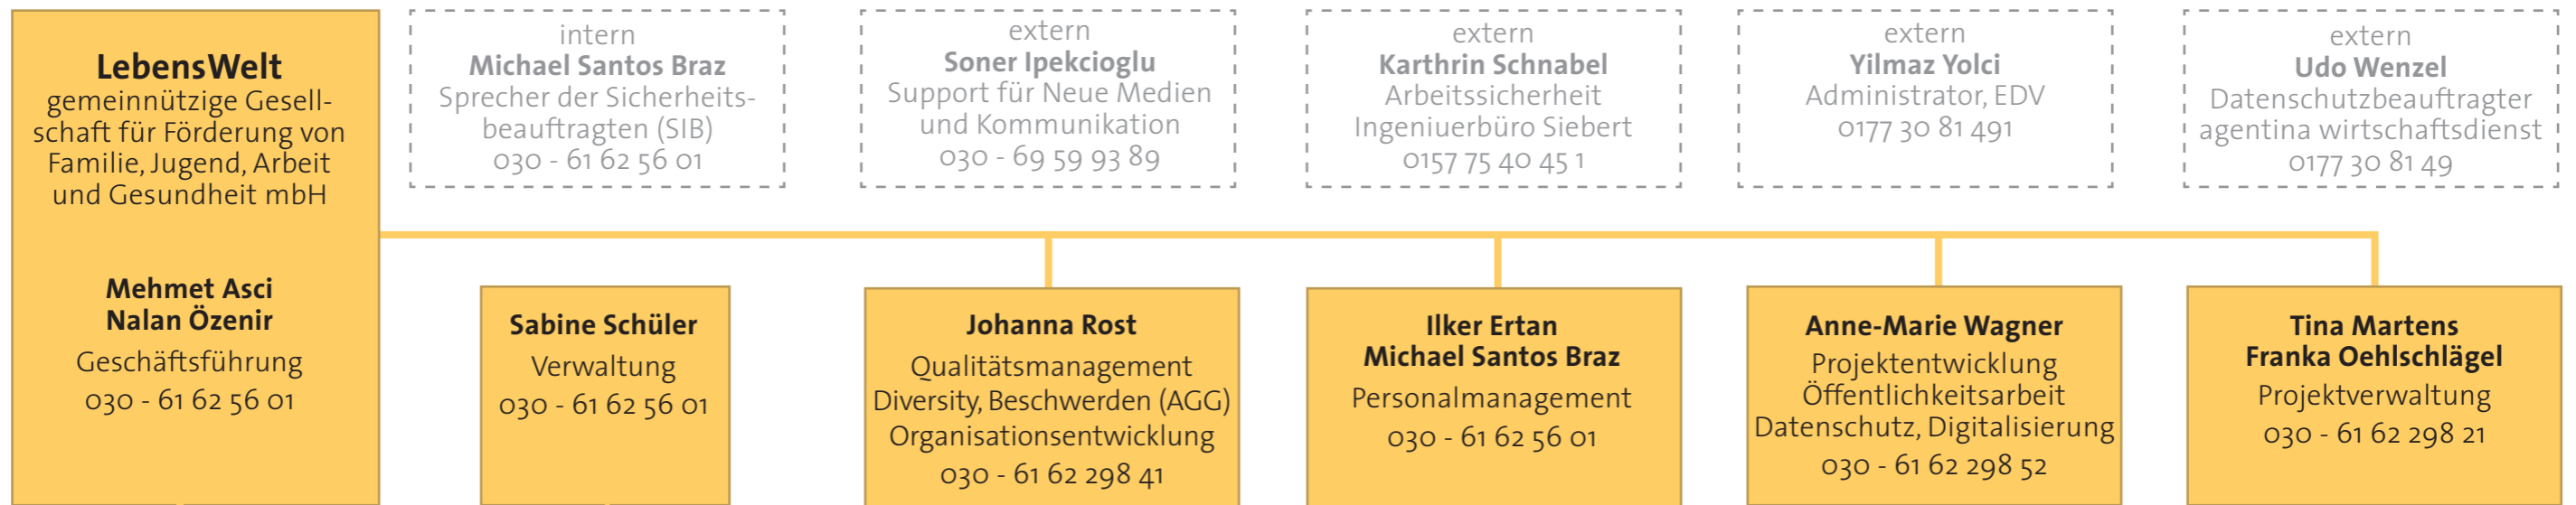 LebensWelt
gemeinnützige Gesell-
schaft für Förderung von
Familie, Jugend, Arbeit
und Gesundheit mbH
Mehmet Asci
Nalan Özenir
Geschäftsführung
030 - 61 62 56 01
intern
Michael Santos Braz
Sprecher der Sicherheits-
beauftragten (SIB)
030 - 61 62 56 01
extern
Soner Ipekcioglu
Support für Neue Medien
und Kommunikation
030 - 69 59 93 89
extern
Karthrin Schnabel
Arbeitssicherheit
Ingeniuerbüro Siebert
0157 75 40 45 1
extern
Yilmaz Yolci
Administrator, EDV
0177 30 81 491
extern
Udo Wenzel
Datenschutzbeauftragter
agentina wirtschaftsdienst
0177 30 81 49
Sabine Schüler
Verwaltung
030 - 61 62 56 01
Johanna Rost
Qualitätsmanagement
Diversity, Beschwerden (AGG)
Organisationsentwicklung
030 - 61 62 298 41
Ilker Ertan
Michael Santos Braz
Personalmanagement
030 - 61 62 56 01
Anne-Marie Wagner
Projektentwicklung
Öffentlichkeitsarbeit
Datenschutz, Digitalisierung
030 - 61 62 298 52
Tina Martens
Franka Oehlschlägel
Projektverwaltung
030 - 61 62 298 21